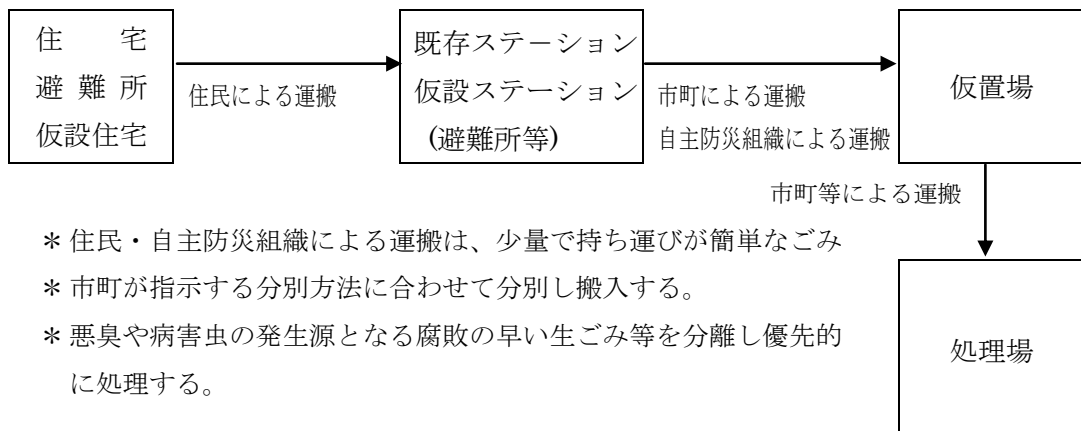 住　宅
避 難 所
仮設住宅
住民による運搬
既存ステーション
仮設ステーション
(避難所等)
市町による運搬
自主防災組織による運搬
仮置場
市町等による運搬
＊住民・自主防災組織による運搬は、少量で持ち運びが簡単なごみ
＊市町が指示する分別方法に合わせて分別し搬入する。
＊悪臭や病害虫の発生源となる腐敗の早い生ごみ等を分離し優先的
に処理する。
処理場